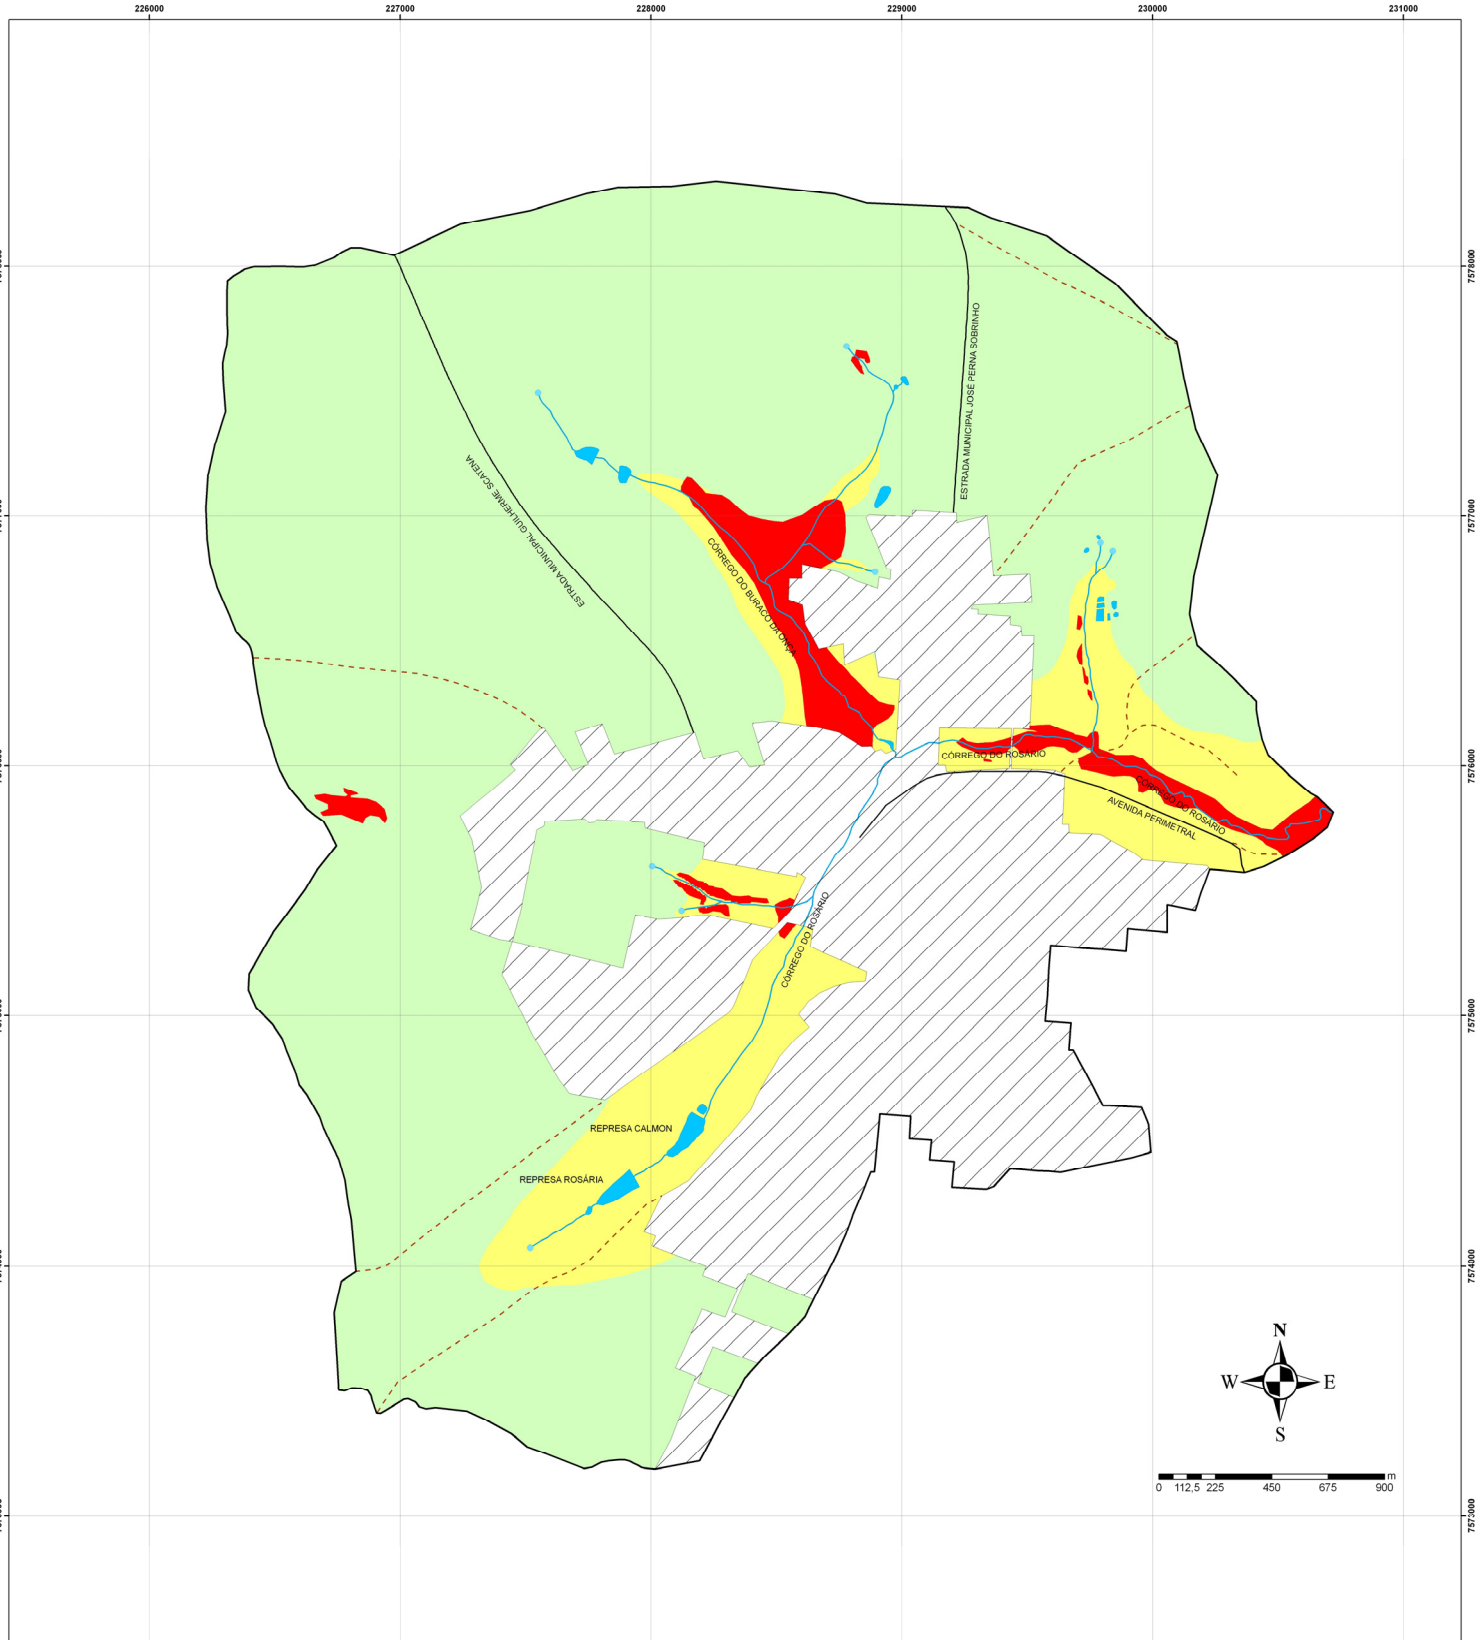 226000 227000 228000 229000 230000 231000
7578000
ESTRADA MUNICIPAL JOSÉ PERNA SOBRINHO
ESTRADA MUNICIPAL GUILHERME SCATENA
7577000
CÓRREGO DO BURACO DA ONÇA
CÓRREGO DO ROSÁRIO
7576000
CÓRREGO DO ROSÁRIO
AVENIDA PERIMETRAL
CÓRREGO DO ROSÁRIO
7575000
REPRESA CALMON
REPRESA ROSÁRIA
7574000
N
W E
S
m
0 112,5 225 450 675 900
7573000